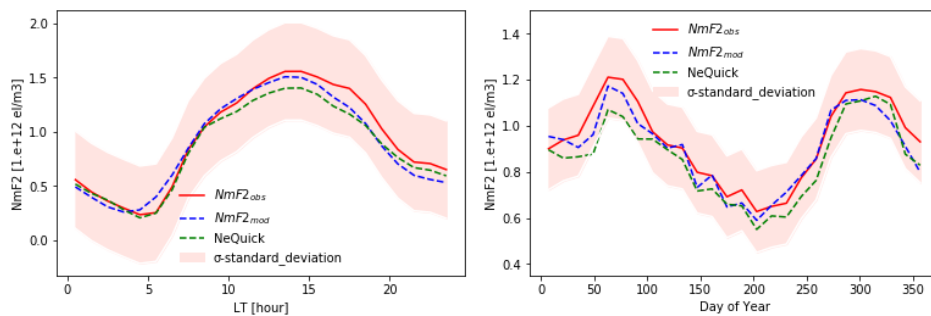 2.0
1.5
1.0
0.5
0.0
NmF2 [1.e+12 el/m3]
NmF2obs
NmF2mod
NeQuick
σ-standard_deviation
0 5 10 15 20
LT [hour]
1.4
1.2
1.0
0.8
0.6
0.4
NmF2 [1.e+12 el/m3]
NmF2obs
NmF2mod
NeQuick
σ-standard_deviation
0 50 100 150 200 250 300 350
Day of Year